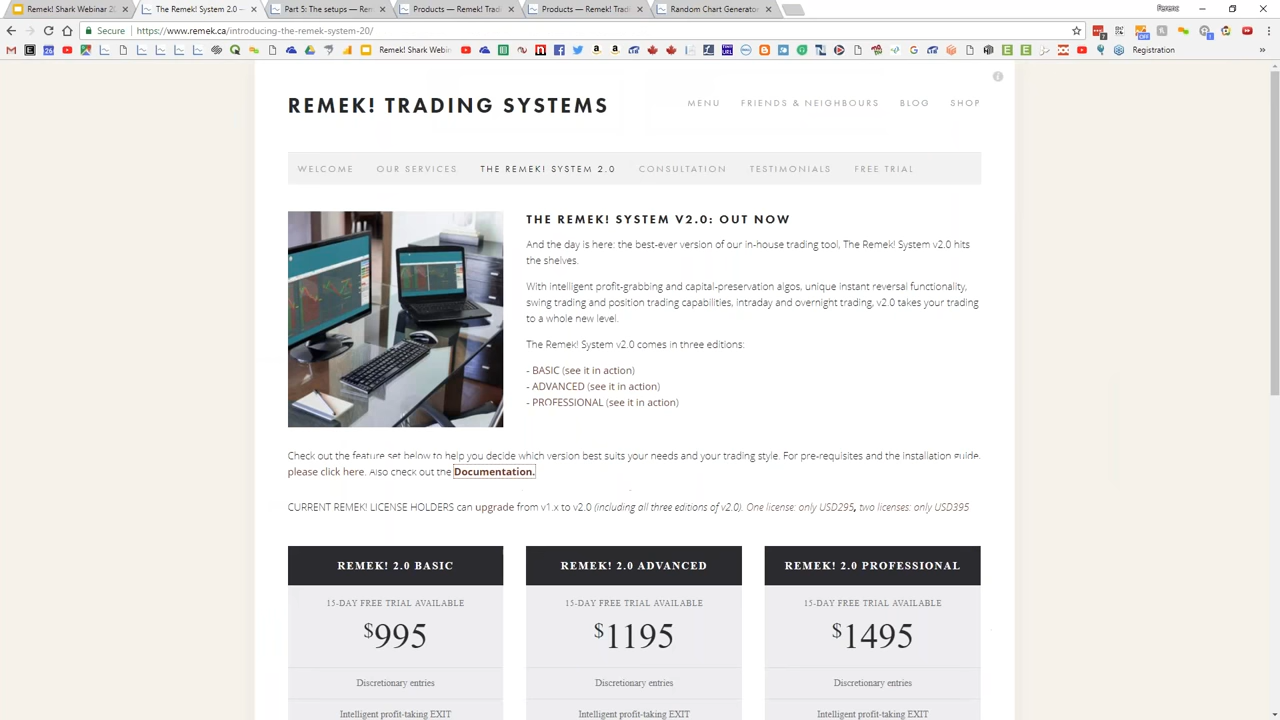 Remek! Shark Webinar 2
The Remek! System 2.0 –
Part 5: The setups — Rem
Products — Remek! Tradi
Products — Remek! Tradi
Random Chart Generator
Ferenc
Secure https://www.remek.ca/introducing-the-remek-system-20/
Remek Shark Webin
Registration
REMEK! TRADING SYSTEMS
MENU FRIENDS & NEIGHBOURS BLOG SHOP
WELCOME OUR SERVICES THE REMEK! SYSTEM 2.0 CONSULTATION TESTIMONIALS FREE TRIAL
THE REMEK! SYSTEM V2.0: OUT NOW
And the day is here: the best-ever version of our in-house trading tool, The Remek! System v2.0 hits
the shelves.
With intelligent profit-grabbing and capital-preservation algos, unique instant reversal functionality,
swing trading and position trading capabilities, intraday and overnight trading, v2.0 takes your trading
to a whole new level.
The Remek! System v2.0 comes in three editions:
- BASIC (see it in action)
- ADVANCED (see it in action)
- PROFESSIONAL (see it in action)
Check out the feature set below to help you decide which version best suits your needs and your trading style. For pre-requisites and the installation guide,
please click here. Also check out the Documentation.
CURRENT REMEK! LICENSE HOLDERS can upgrade from v1.x to v2.0 (including all three editions of v2.0). One license: only USD295, two licenses: only USD395
REMEK! 2.0 BASIC REMEK! 2.0 ADVANCED REMEK! 2.0 PROFESSIONAL
15-DAY FREE TRIAL AVAILABLE 15-DAY FREE TRIAL AVAILABLE 15-DAY FREE TRIAL AVAILABLE
$995 $1195 $1495
Discretionary entries Discretionary entries Discretionary entries
Intelligent profit-taking EXIT Intelligent profit-taking EXIT Intelligent profit-taking EXIT